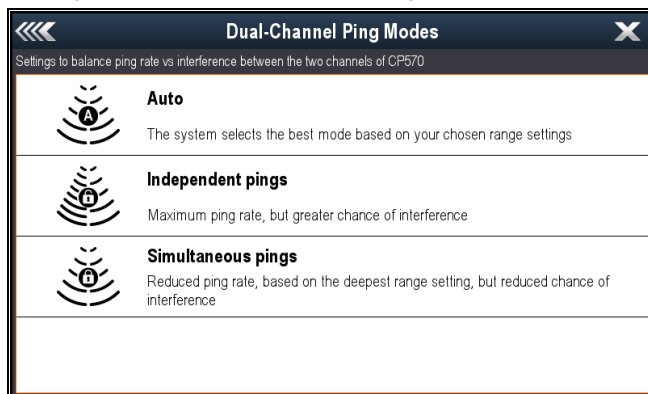 Dual-Channel Ping Modes
Settings to balance ping rate vs interference between the two channels of CP570
Auto
A
The system selects the best mode based on your chosen range settings
Independent pings
Maximum ping rate, but greater chance of interference
Simultaneous pings
Reduced ping rate, based on the deepest range setting, but reduced chance of
interference